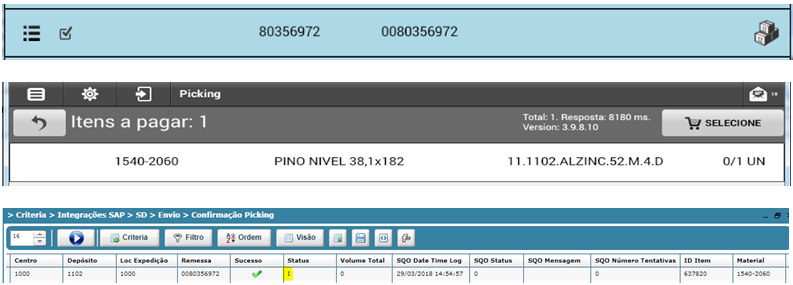 80356972 0080356972
Picking 18
Itens a pagar: 1 Total: 1. Resposta: 8180 ms. SELECIONE
Version: 3.9.8.10
1540-2060 PINO NIVEL 38,1x182 11.1102.ALZINC.52.M.4.D 0/1 UN
> Criteria > Integrações SAP > SD > Envio > Confirmação Picking
16 Criteria Filtro Ordem Visão
Centro Depósito Loc Expedição Remessa Sucesso Status Volume Total SQO Date Time Log SQO Status SQO Mensagem SQO Número Tentativas ID Item Material
1000 1102 1000 0080356972 I 0 29/03/2018 14:54:57 0 0 637820 1540-2060